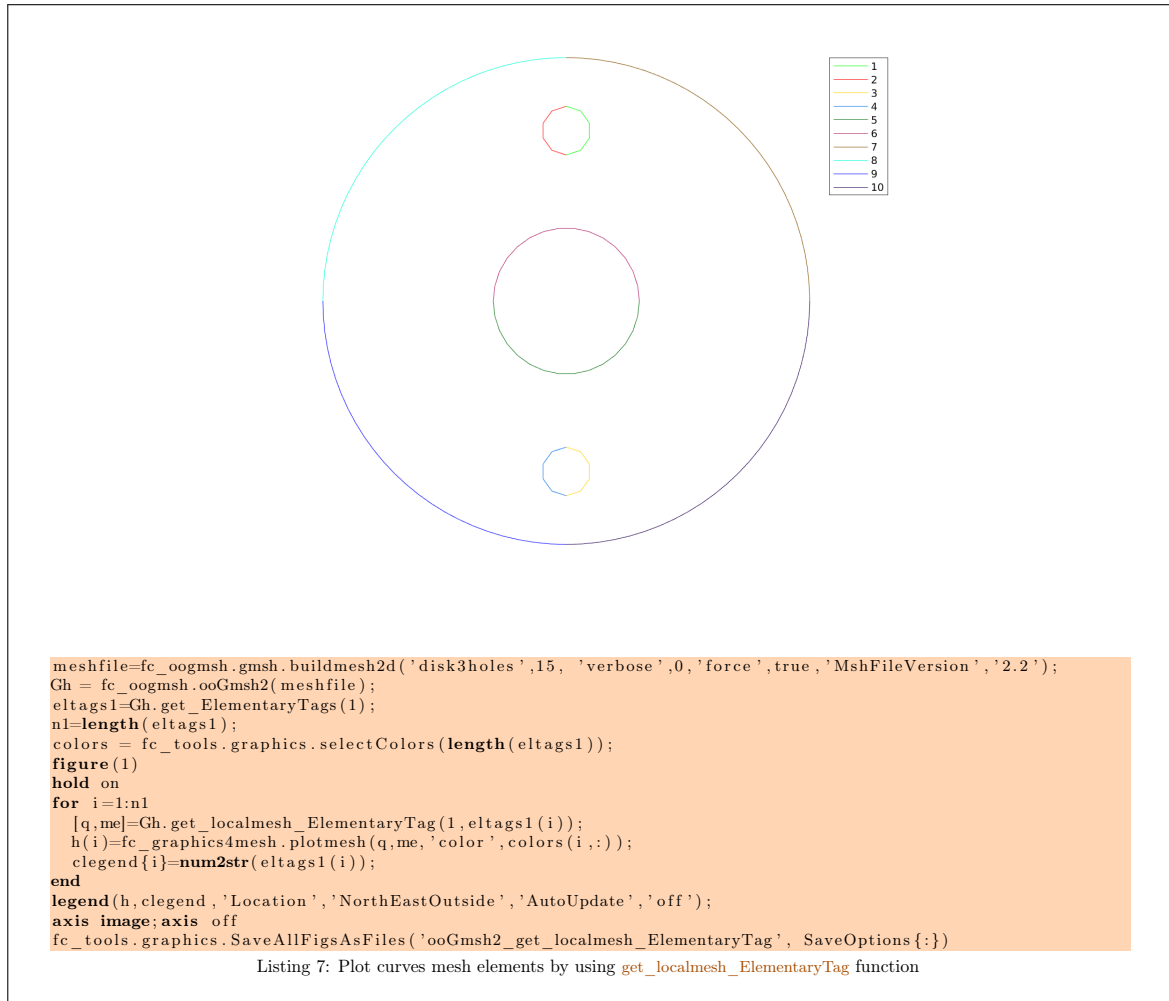 1
2
3
4
5
6
7
8
9
10
meshfile=fc_oogmsh.gmsh.buildmesh2d('disk3holes',15, 'verbose',0,'force',true,'MshFileVersion','2.2');
Gh = fc_oogmsh.ooGmsh2(meshfile);
eltags1=Gh.get_ElementaryTags(1);
n1=length(eltags1);
colors = fc_tools.graphics.selectColors(length(eltags1));
figure(1)
hold on
for i=1:n1
[q,me]=Gh.get_localmesh_ElementaryTag(1,eltags1(i));
h(i)=fc_graphics4mesh.plotmesh(q,me,'color',colors(i,:));
clegend{i}=num2str(eltags1(i));
end
legend(h,clegend,'Location','NorthEastOutside','AutoUpdate','off');
axis image;axis off
fc_tools.graphics.SaveAllFigsAsFiles('ooGmsh2_get_localmesh_ElementaryTag', SaveOptions{:})
Listing 7: Plot curves mesh elements by using get_localmesh_ElementaryTag function